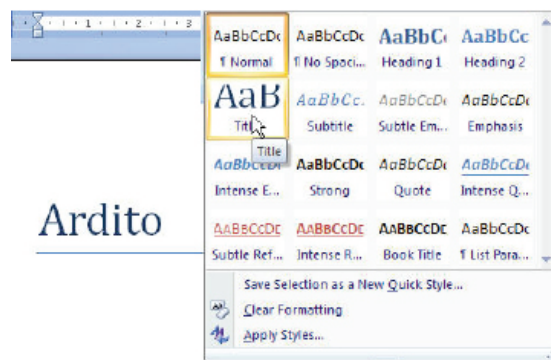 1 2 3
AaBbCcDc AaBbCcDc AaBbC AaBbCc
¶ Normal ¶ No Spaci... Heading 1 Heading 2
AaB AaBbCc. AaBbCcDc AaBbCcDc
Title Subtitle Subtle Em... Emphasis
Title
AaBbCcDc AaBbCcDc AaBbCcDc AaBbCcDc
Intense E... Strong Quote Intense Q...
Ardito
AABBCCDC AABBCCDC AABBCCDC AaBbCcDc
Subtle Ref... Intense R... Book Title ¶ List Para...
Save Selection as a New Quick Style...
Clear Formatting
Apply Styles...